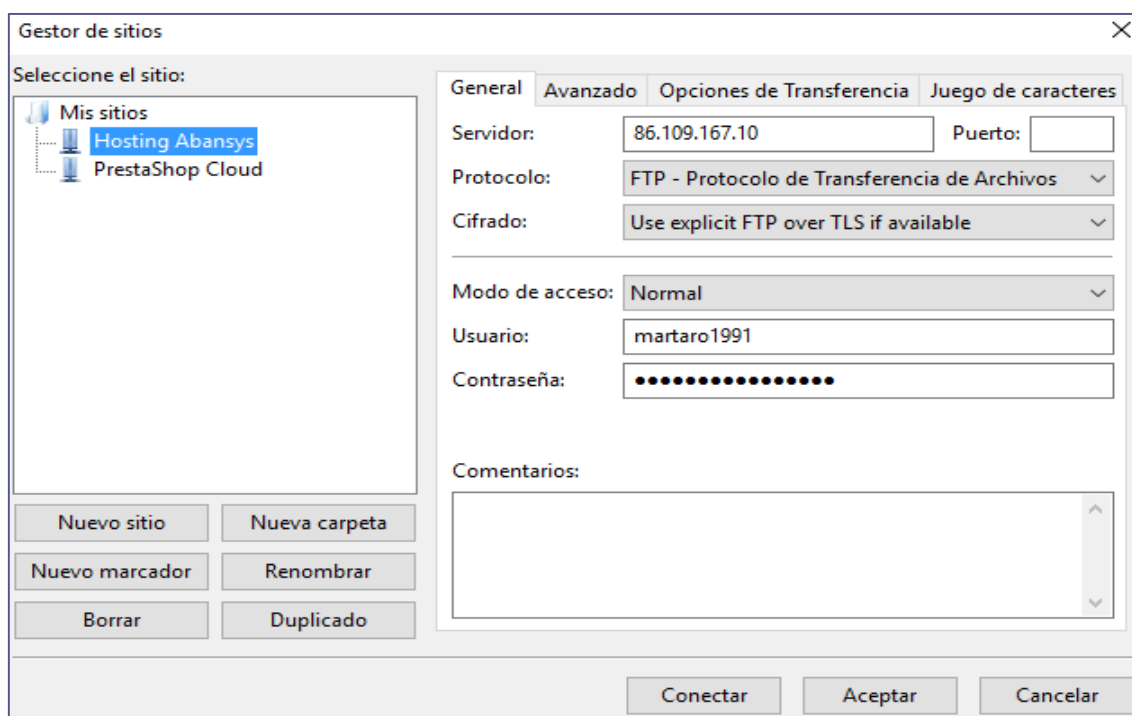 Gestor de sitios
Seleccione el sitio:
Mis sitios
Hosting Abansys
PrestaShop Cloud
Nuevo sitio Nueva carpeta
Nuevo marcador Renombrar
Borrar Duplicado
General Avanzado Opciones de Transferencia Juego de caracteres
Servidor: 86.109.167.10 Puerto:
Protocolo: FTP - Protocolo de Transferencia de Archivos
Cifrado: Use explicit FTP over TLS if available
Modo de acceso: Normal
Usuario: martaro1991
Contraseña: ●●●●●●●●●●●●●●●●
Comentarios:
Conectar Aceptar Cancelar